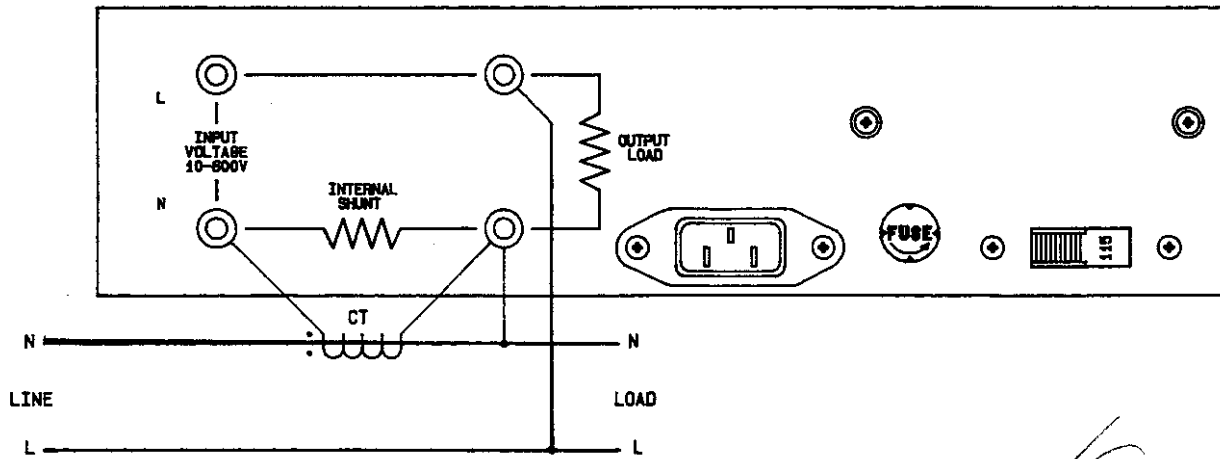 L
INPUT
VOLTAGE
10-600V
N
INTERNAL
SHUNT
OUTPUT
LOAD
FUSE
115
CT
N
N
LINE
LOAD
L
L